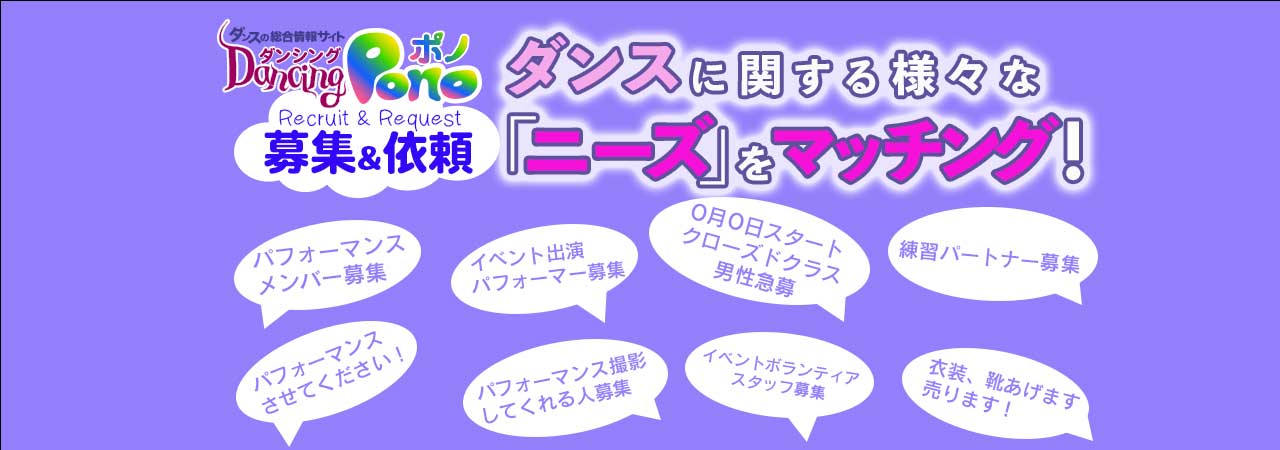 ダンスの総合情報サイト
ダンシング
Dancing
ポノ
Pono
Recruit & Request
募集&依頼
ダンスに関する様々な
「ニーズ」をマッチング!
パフォーマンス
メンバー募集
イベント出演
パフォーマー募集
○月○日スタート
クローズドクラス
男性急募
練習パートナー募集
パフォーマンス
させてください!
パフォーマンス撮影
してくれる人募集
イベントボランティア
スタッフ募集
衣装、靴あげます
売ります!